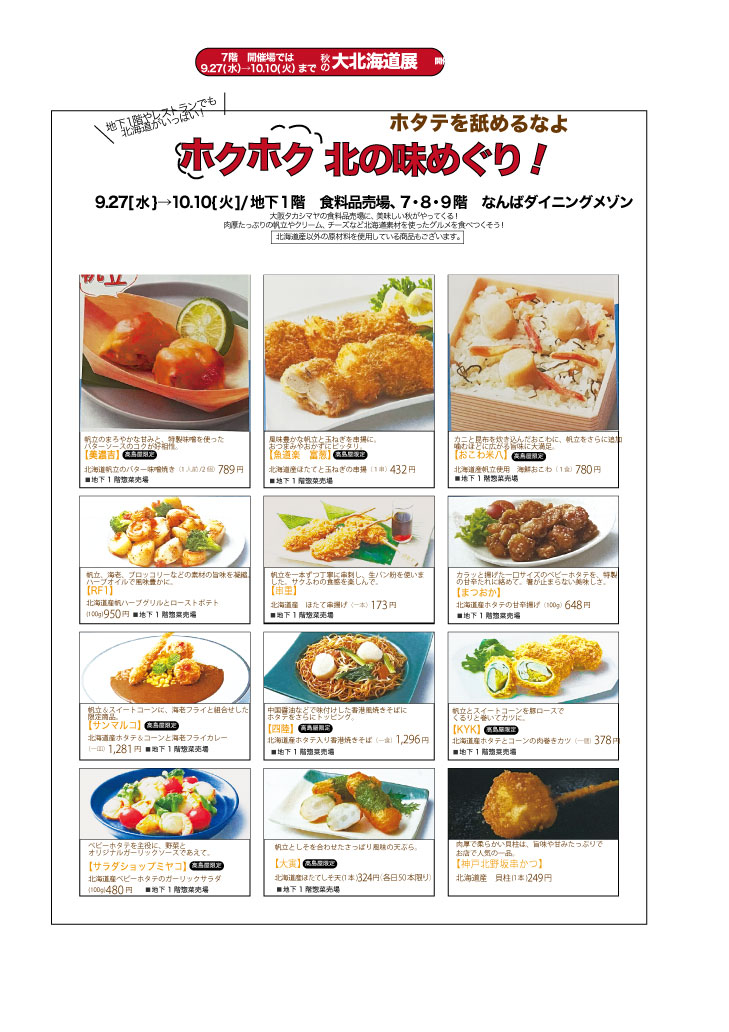 7階　開催場では
9.27(水)→10.10(火) まで
秋の
大北海道展
地下1階やレストランでも
北海道がいっぱい！
ホタテを舐めるなよ
ホクホク 北の味めぐり！
9.27[水}→10.10{火]/地下1階　食料品売場、7・8・9階　なんばダイニングメゾン
大阪タカシマヤの食料品売場に、美味しい秋がやってくる！
肉厚たっぷりの帆立やクリーム、チーズなど北海道素材を使ったグルメを食べつくそう！
北海道産以外の原材料を使用している商品もございます。
帆立のまろやかな甘みと、特製味噌を使った
バターソースのコクが好相性。
【美濃吉】高島屋限定
北海道帆立のバター味噌焼き（1人前/2個）789円
■地下 1 階惣菜売場
風味豊かな帆立と玉ねぎを串揚に。
おつまみやおかずにピッタリ。
【魚道楽　富惣】高島屋限定
北海道産ほたてと玉ねぎの串揚（1串）432円
■地下 1 階惣菜売場
カニと昆布を炊き込んだおこわに、帆立をさらに追加
噛むほどに広がる旨味に大満足。
【おこわ米八】高島屋限定
北海道産帆立使用　海鮮おこわ（1合）780円
■地下 1 階惣菜売場
帆立、海老、ブロッコリーなどの素材の旨味を凝縮。
ハーブオイルで風味豊かに。
【RF1】
北海道産帆ハーブグリルとローストポテト
(100g)950円 ■地下 1 階惣菜売場
帆立を一本ずつ丁寧に串刺し、生パン粉を使いま
した。サクふわの食感を楽しんで。
【串重】
北海道産　ほたて串揚げ（一本）173円
■地下 1 階惣菜売場
カラッと揚げた一口サイズのベビーホタテを、特製
の甘辛たれに絡めて。箸が止まらない美味しさ。
【まつおか】
北海道産ホタテの甘辛揚げ（100g）648円
■地下 1 階惣菜売場
帆立＆スイートコーンに、海老フライと組合せした
限定商品。
【サンマルコ】高島屋限定
北海道産ホタテ＆コーンと海老フライカレー
（一皿）1,281円 ■地下 1 階惣菜売場
中国醤油などで味付けした香港風焼きそばに
ホタテをさらにトッピング。
【四陸】高島屋限定
北海道産ホタテ入り香港焼きそば（一合）1,296円
■地下 1 階惣菜売場
帆立とスイートコーンを豚ロースで
くるりと巻いてカツに。
【KYK】高島屋限定
北海道産ホタテとコーンの肉巻きカツ（一個）378円
■地下 1 階惣菜売場
ベビーホタテを主役に、野菜と
オリジナルガーリックソースであえて。
【サラダショップミヤコ】高島屋限定
北海道産ベビーホタテのガーリックサラダ
(100g)480円 ■地下 1 階惣菜売場
帆立としそを合わせたさっぱり風味の天ぷら。
【大寅】高島屋限定
北海道産ほたてしそ天(1本)324円(各日50本限り)
■地下 1 階惣菜売場
肉厚で柔らかい貝柱は、旨味や甘みたっぷりで
お店で人気の一品。
【神戸北野坂串かつ】
北海道産　貝柱(1本)249円